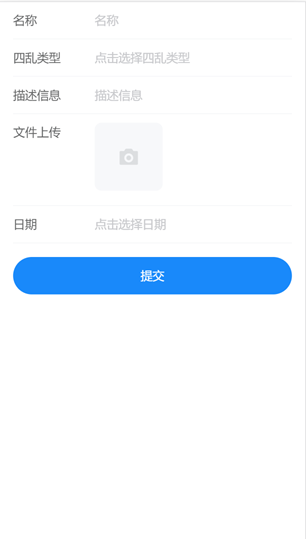 名称 名称
四乱类型 点击选择四乱类型
描述信息 描述信息
文件上传
日期 点击选择日期
提交